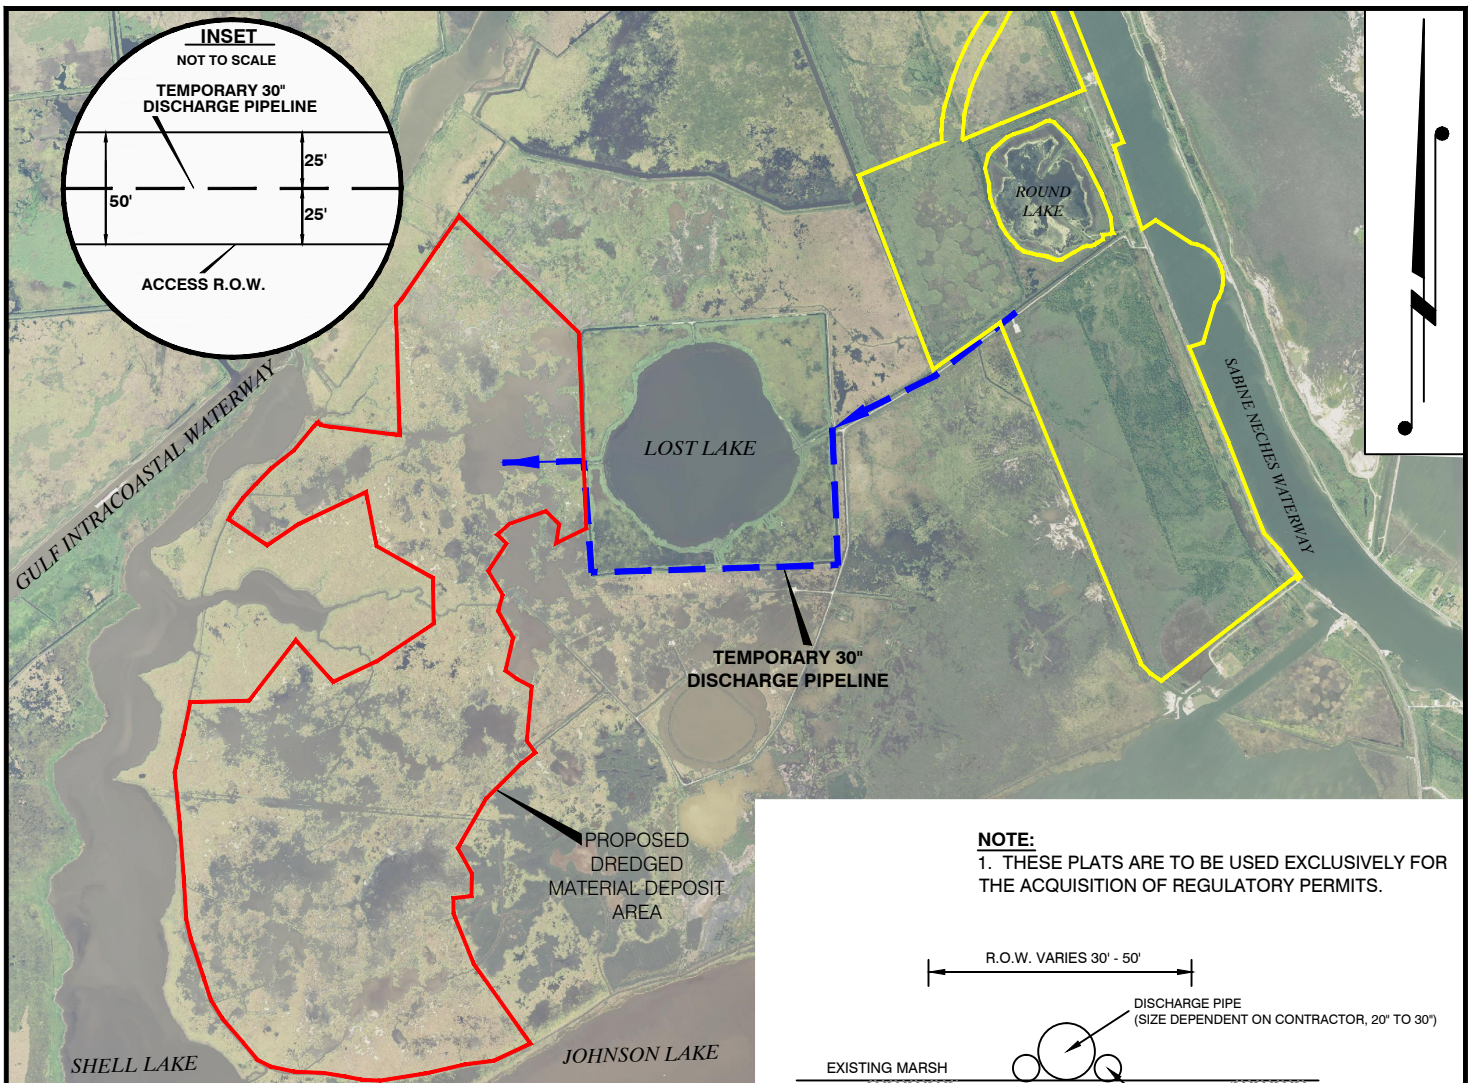 INSET
NOT TO SCALE
TEMPORARY 30"
DISCHARGE PIPELINE
25'
50'
25'
ACCESS R.O.W.
ROUND
LAKE
GULF INTRACOASTAL WATERWAY
LOST LAKE
SABINE NECHES WATERWAY
TEMPORARY 30"
DISCHARGE PIPELINE
PROPOSED
DREDGED
MATERIAL DEPOSIT
AREA
NOTE:
1. THESE PLATS ARE TO BE USED EXCLUSIVELY FOR
THE ACQUISITION OF REGULATORY PERMITS.
R.O.W. VARIES 30' - 50'
DISCHARGE PIPE
(SIZE DEPENDENT ON CONTRACTOR, 20" TO 30")
EXISTING MARSH
SHELL LAKE
JOHNSON LAKE